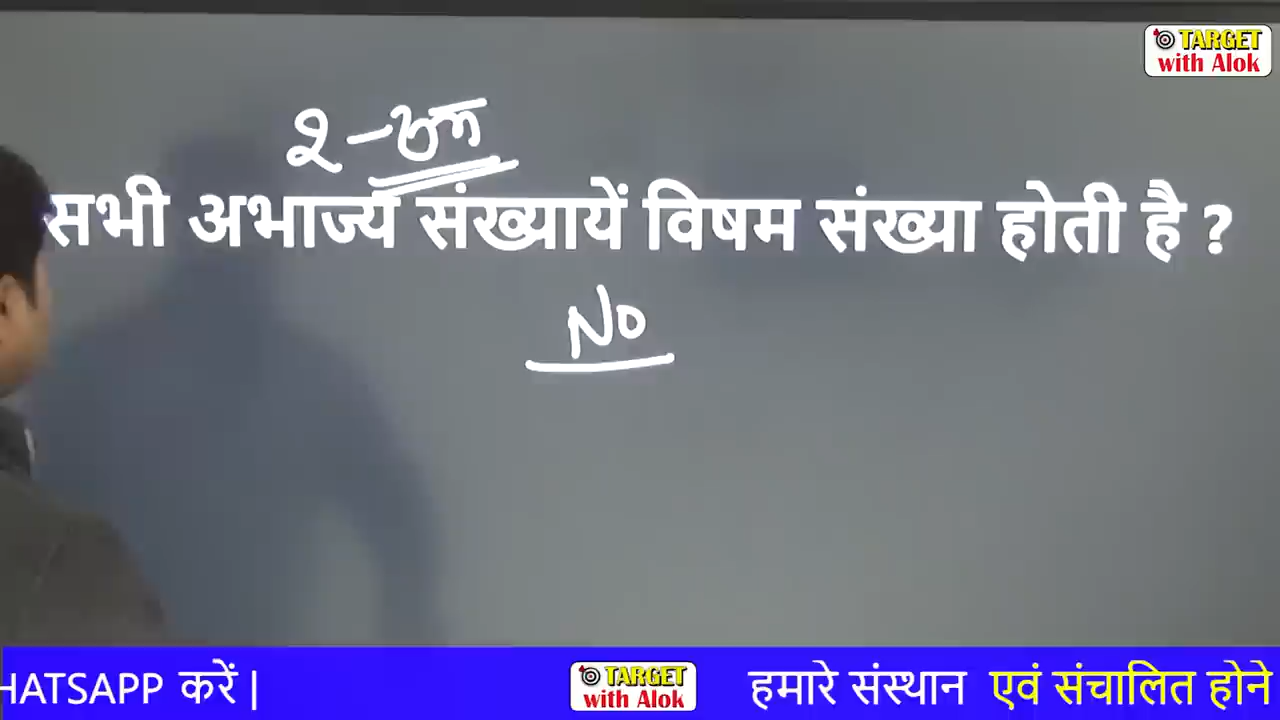 TARGET
with Alok
2 -
सभी अभाज्य संख्यायें विषम संख्या होती है ?
No
HATSAPP करें |
TARGET
with Alok
हमारे संस्थान एवं संचालित होने